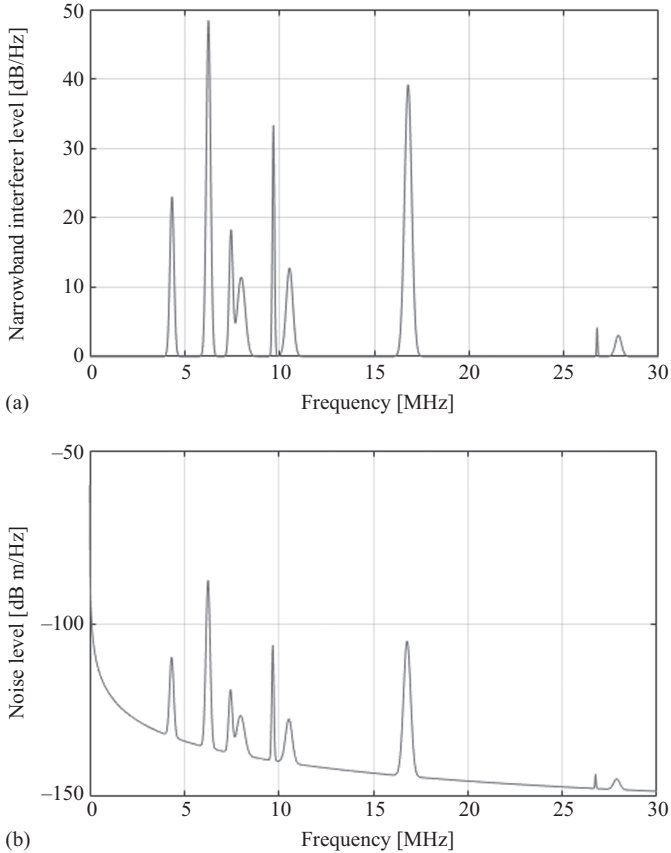 50
40
30
20
10
0
Narrowband interferer level [dB/Hz]
0 5 10 15 20 25 30
(a)
Frequency [MHz]
−50
−100
−150
Noise level [dB m/Hz]
0 5 10 15 20 25 30
(b)
Frequency [MHz]